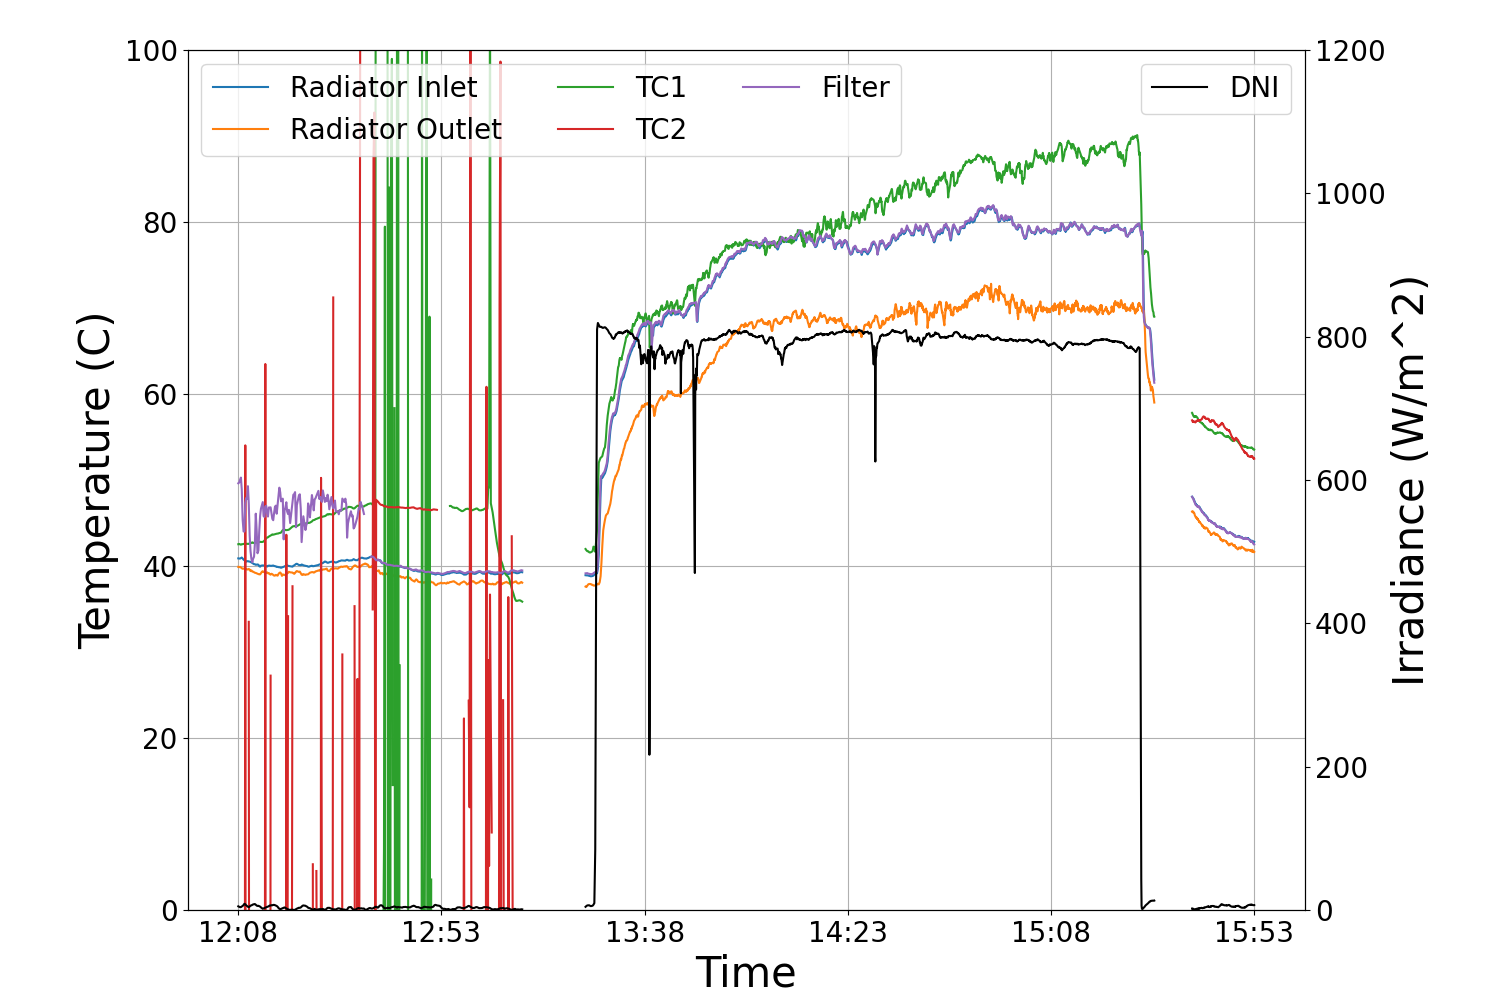 Radiator Inlet
Radiator Outlet
TC1
TC2
Filter
DNI
Temperature (C)
100
80
60
40
20
0
Irradiance (W/m^2)
1200
1000
800
600
400
200
0
12:08 12:53 13:38 14:23 15:08 15:53
Time